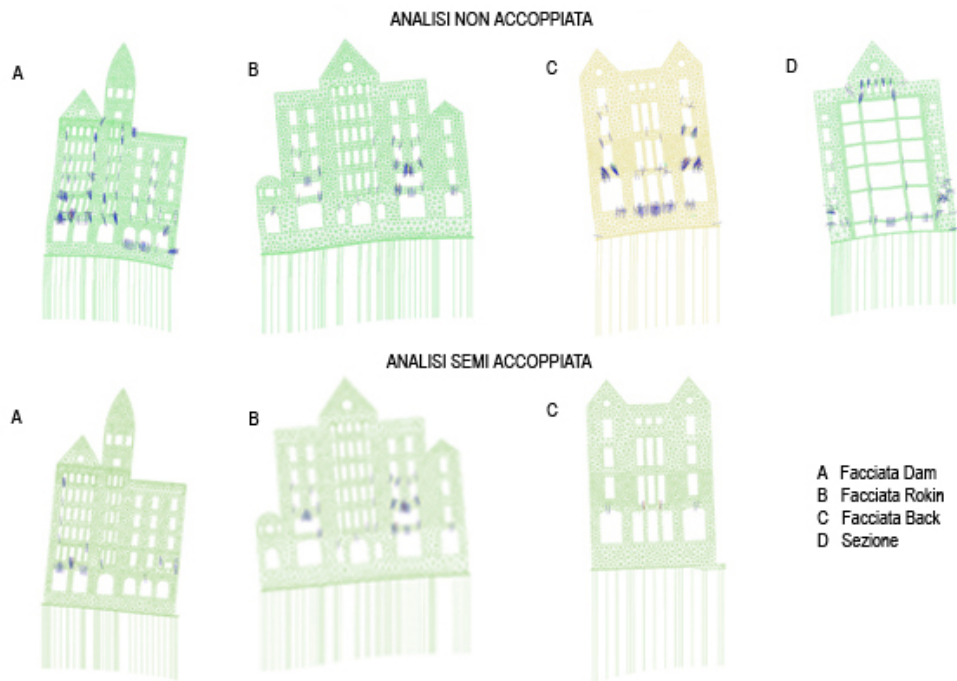 ANALISI NON ACCOPPIATA
A
B
C
D
ANALISI SEMI ACCOPPIATA
A
B
C
A Facciata Dam
B Facciata Rokin
C Facciata Back
D Sezione